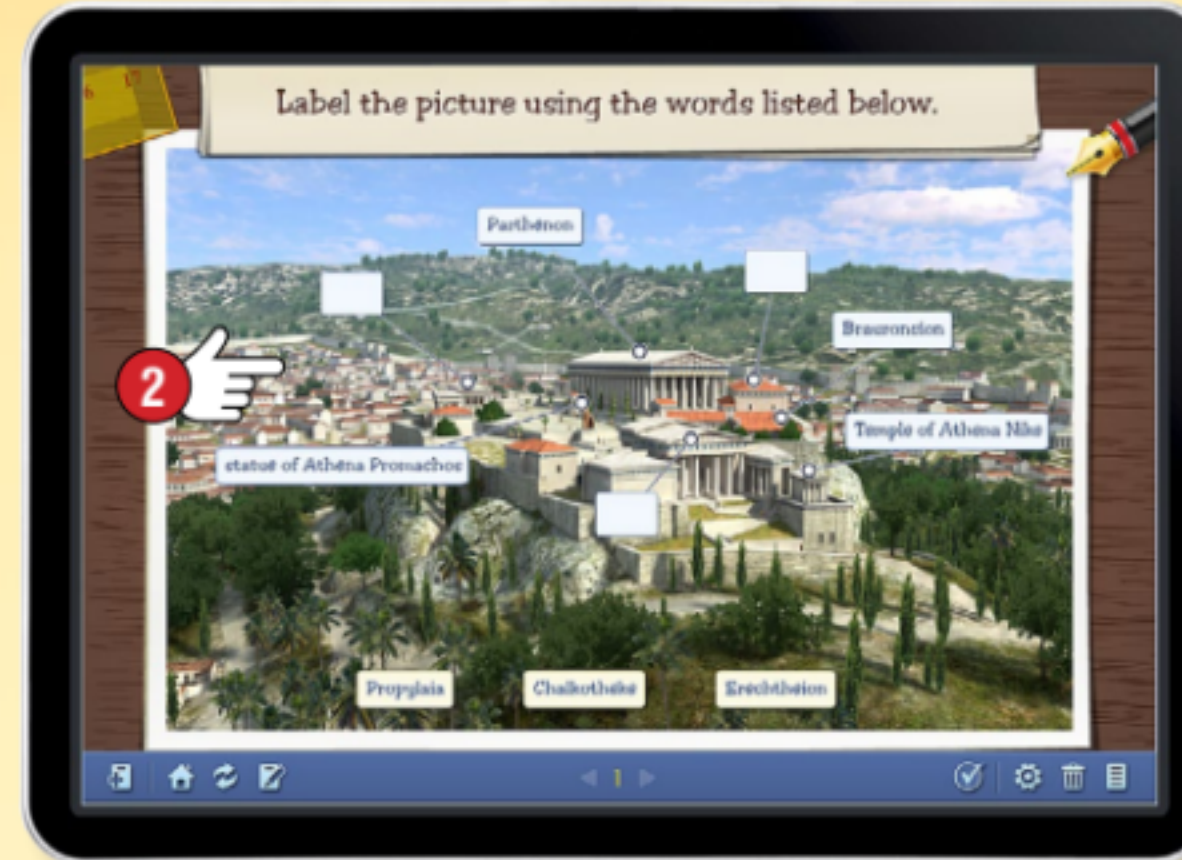 Label the picture using the words listed below.
Parthenon
Brauroneion
Temple of Athena Nike
statue of Athena Promachos
2
Propylaia
Chalkotheke
Erechtheion
1